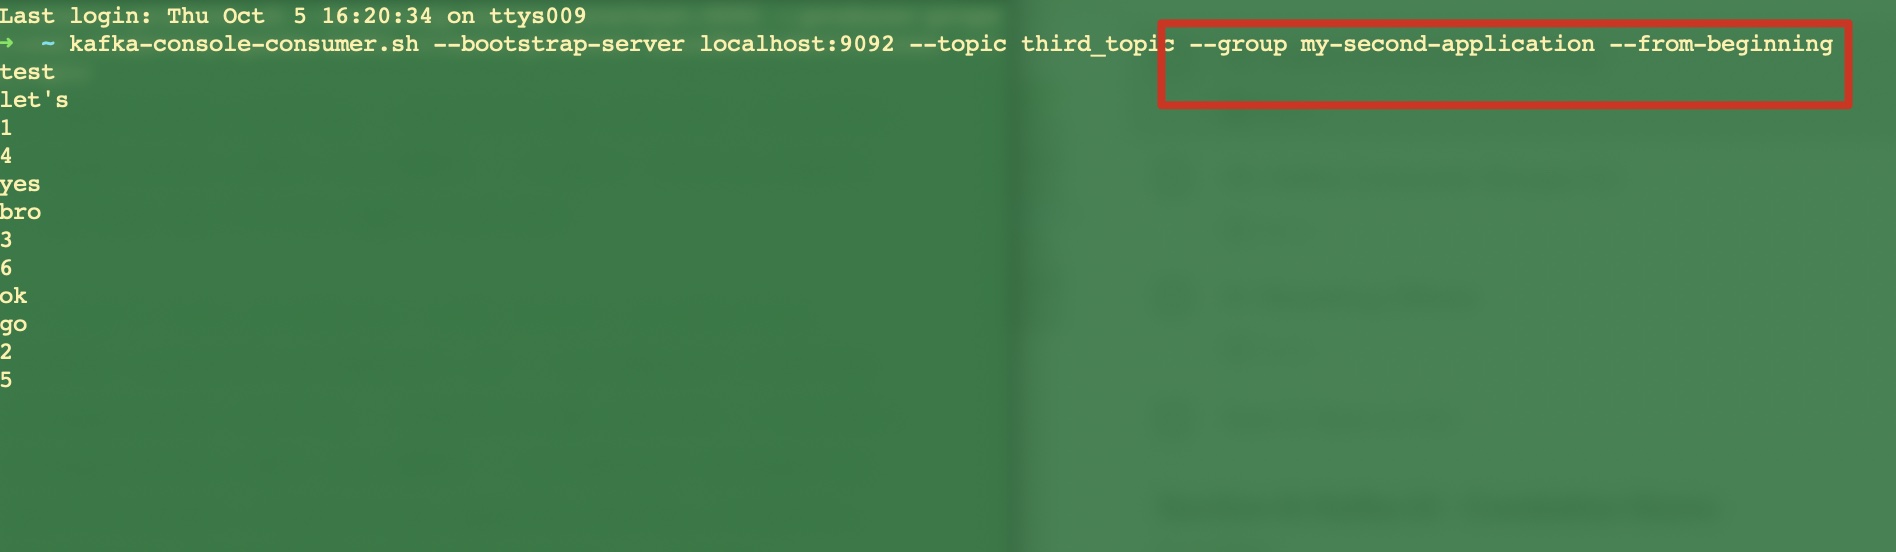 Last login: Thu Oct  5 16:20:34 on ttys009
➜  ~ kafka-console-consumer.sh --bootstrap-server localhost:9092 --topic third_topic --group my-second-application --from-beginning
test
let's
1
4
yes
bro
3
6
ok
go
2
5